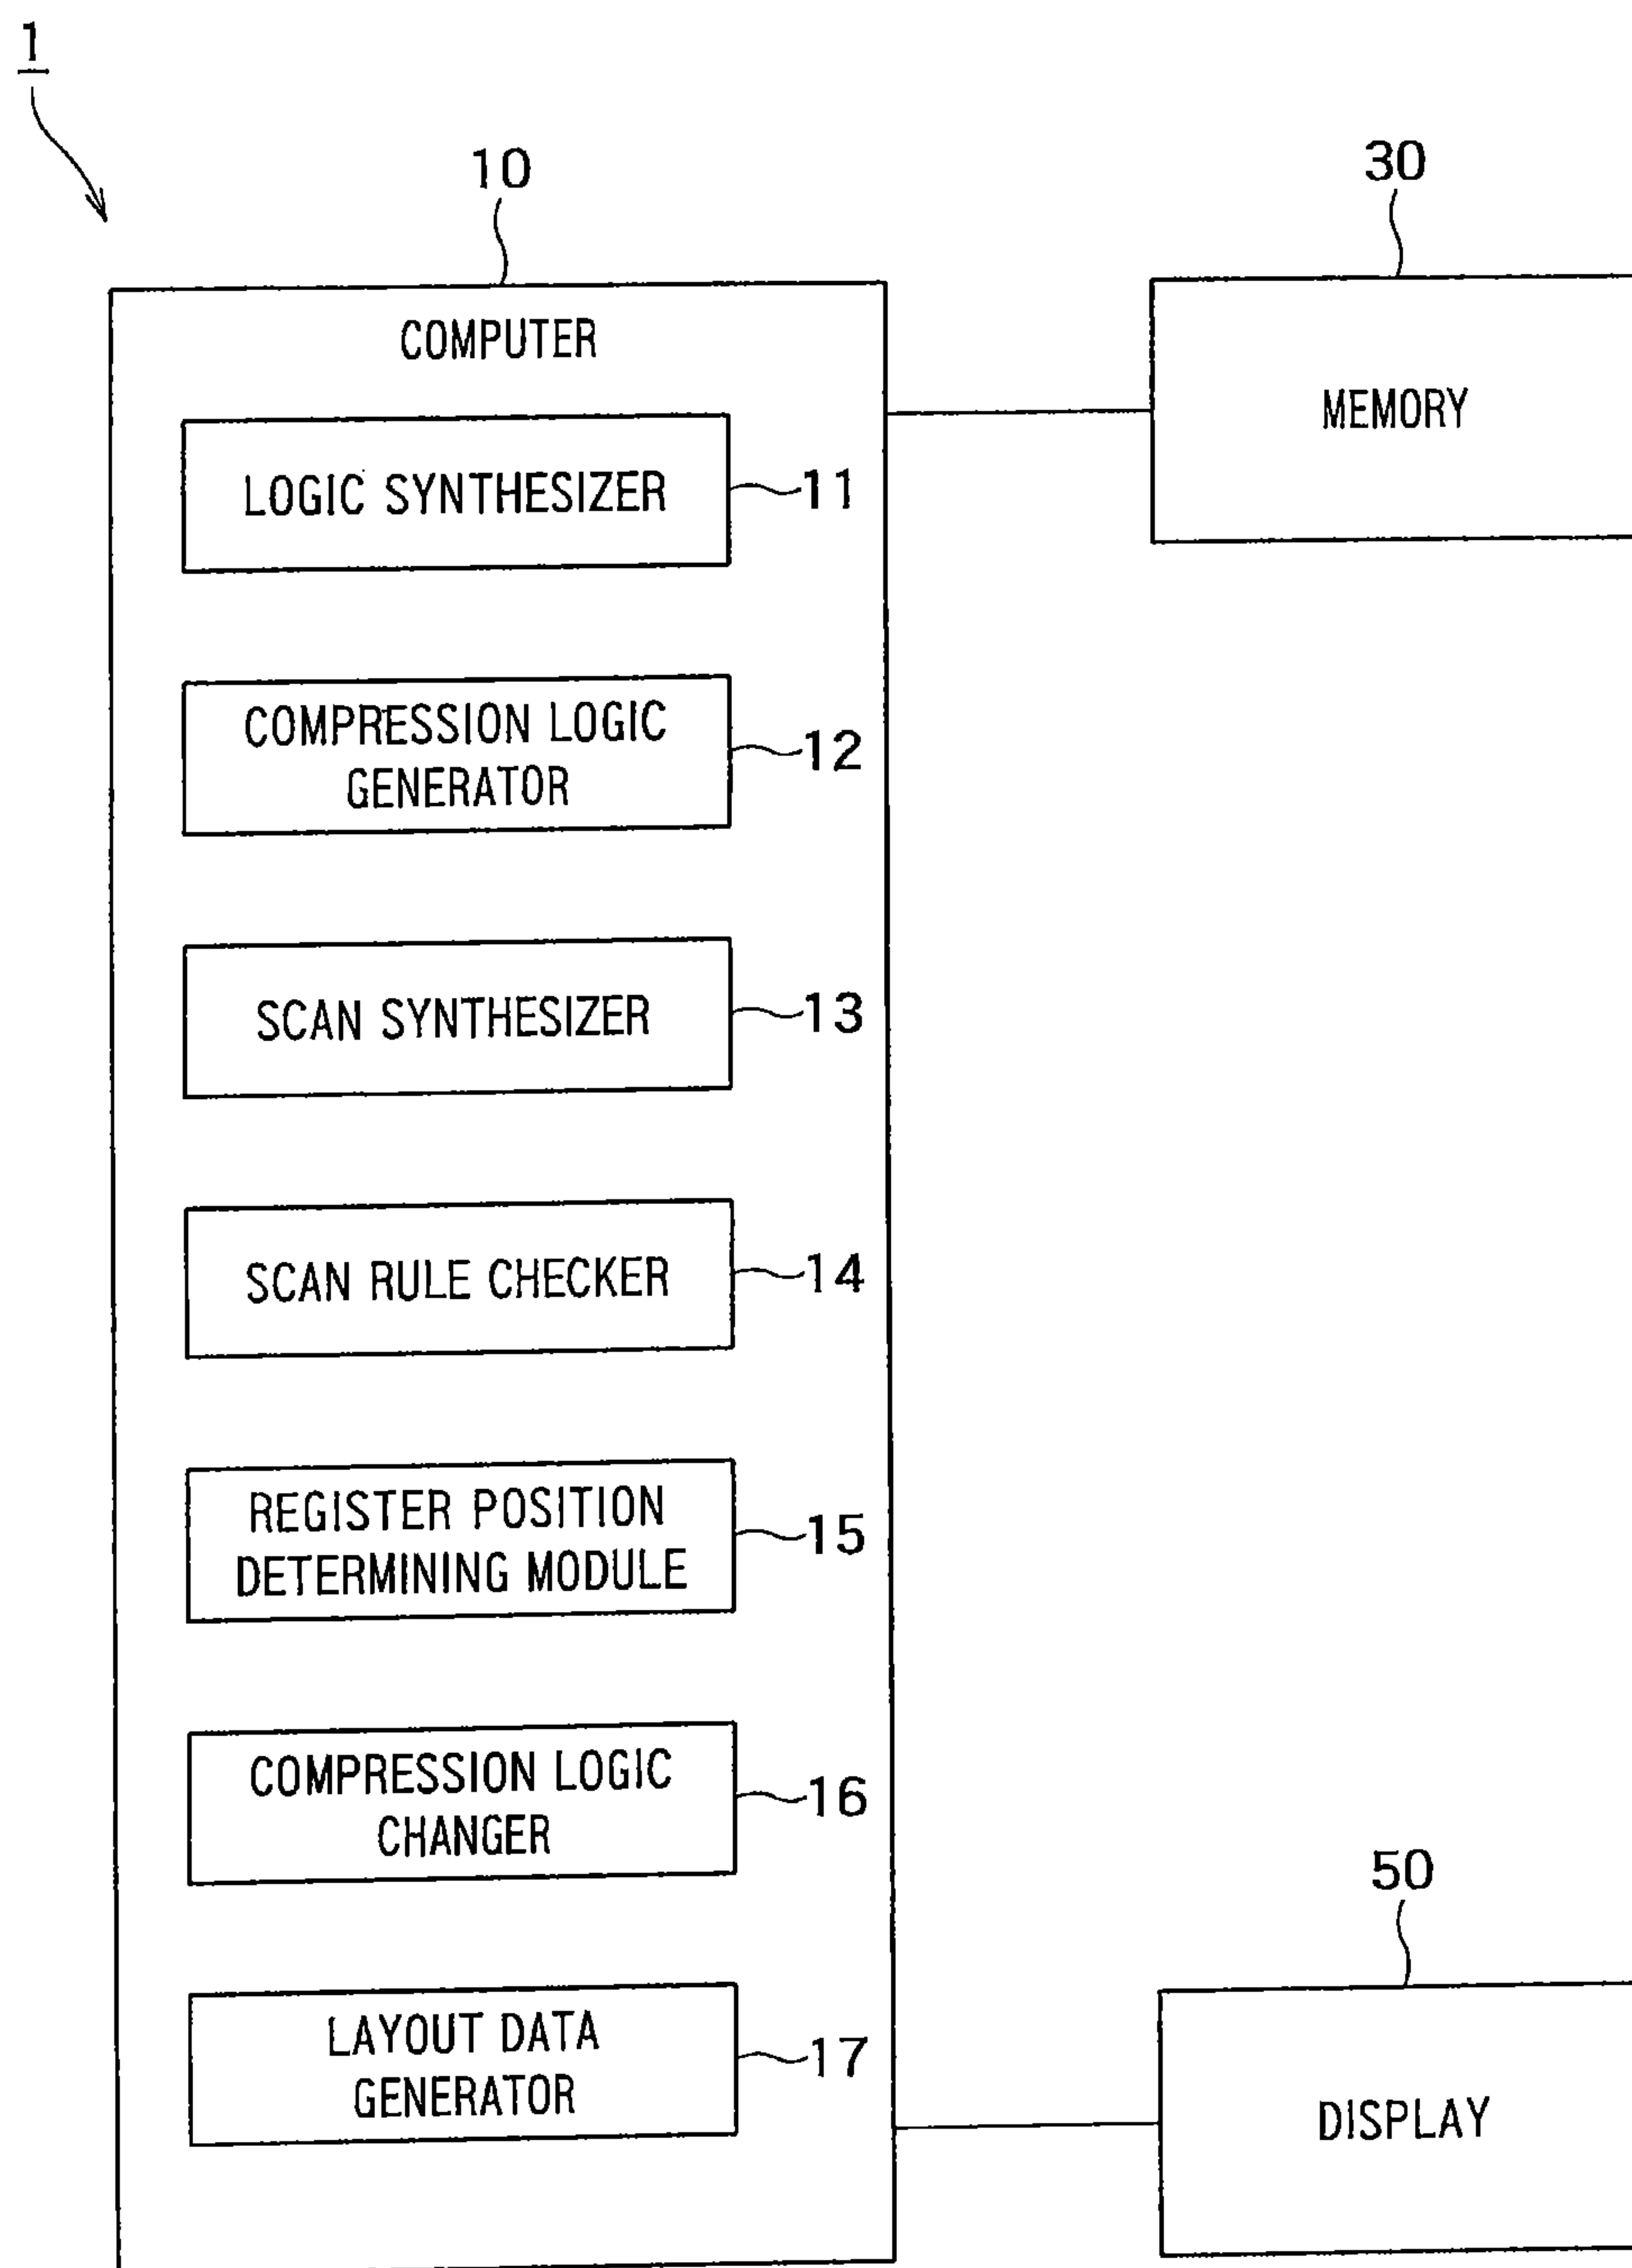 1
10
30
COMPUTER
MEMORY
LOGIC SYNTHESIZER
11
COMPRESSION LOGIC
GENERATOR
12
SCAN SYNTHESIZER
13
SCAN RULE CHECKER
14
REGISTER POSITION
DETERMINING MODULE
15
COMPRESSION LOGIC
CHANGER
16
50
LAYOUT DATA
GENERATOR
17
DISPLAY